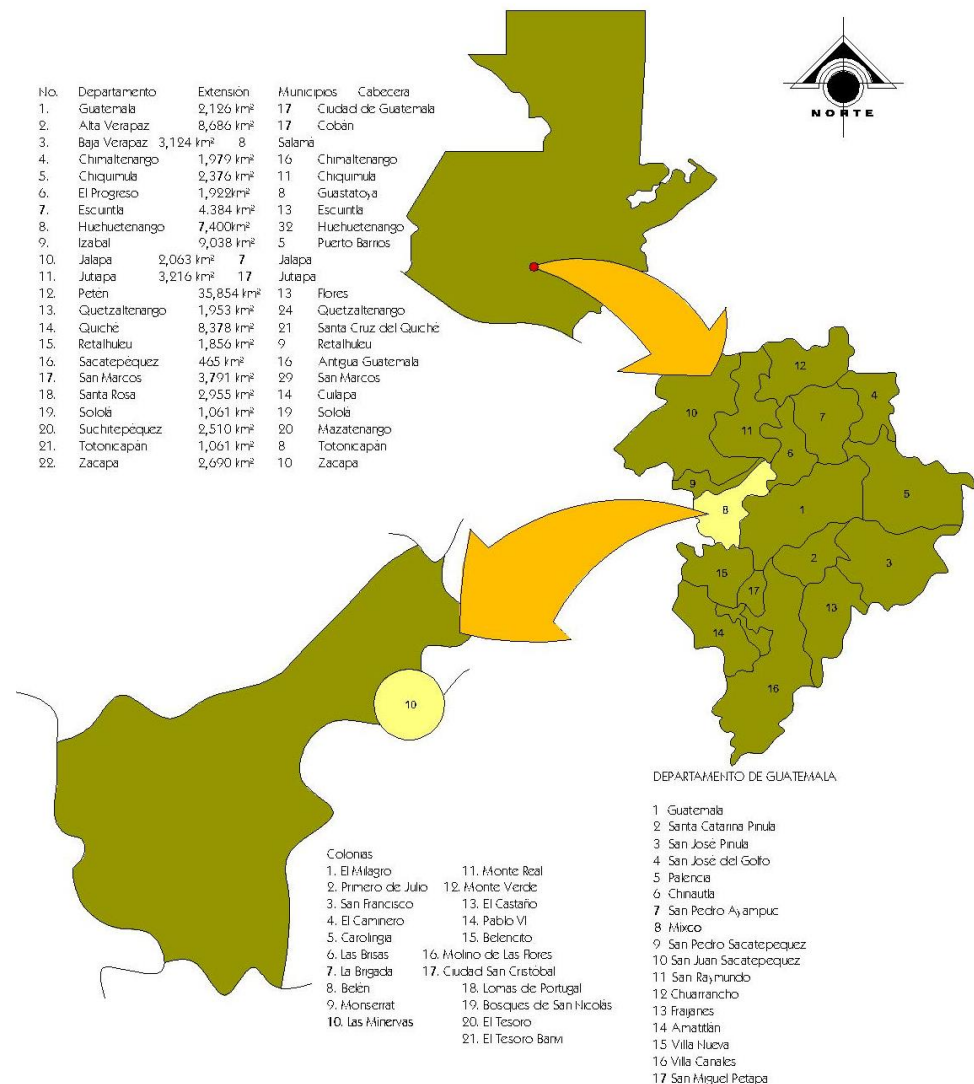 NORTE
No. Departamento Extensión Municipios Cabecera
1. Guatemala 2,126 km² 17 Ciudad de Guatemala
2. Alta Verapaz 8,686 km² 17 Cobán
3. Baja Verapaz 3,124 km² 8 Salamá
4. Chimaltenango 1,979 km² 16 Chimaltenango
5. Chiquimula 2,376 km² 11 Chiquimula
6. El Progreso 1,922km² 8 Guastatoya
7. Escuintla 4.384 km² 13 Escuintla
8. Huehuetenango 7,400km² 32 Huehuetenango
9. Izabal 9,038 km² 5 Puerto Barrios
10. Jalapa 2,063 km² 7 Jalapa
11. Jutiapa 3,216 km² 17 Jutiapa
12. Petén 35,854 km² 13 Flores
13. Quetzaltenango 1,953 km² 24 Quetzaltenango
14. Quiché 8,378 km² 21 Santa Cruz del Quiché
15. Retalhuleu 1,856 km² 9 Retalhuleu
16. Sacatepéquez 465 km² 16 Antigua Guatemala
17. San Marcos 3,791 km² 29 San Marcos
18. Santa Rosa 2,955 km² 14 Cuilapa
19. Sololá 1,061 km² 19 Sololá
20. Suchitepéquez 2,510 km² 20 Mazatenango
21. Totonicapán 1,061 km² 8 Totonicapán
22. Zacapa 2,690 km² 10 Zacapa
12
10
4
7
11
6
9
5
8
1
2
3
15
17
13
14
16
10
DEPARTAMENTO DE GUATEMALA
1 Guatemala
2 Santa Catarina Pinula
3 San José Pinula
4 San José del Golfo
5 Palencia
6 Chinautla
7 San Pedro Ayampuc
8 Mixco
9 San Pedro Sacatepequez
10 San Juan Sacatepequez
11 San Raymundo
12 Chuarrancho
13 Fraijanes
14 Amatitlán
15 Villa Nueva
16 Villa Canales
17 San Miguel Petapa
Colonias
1. El Milagro 11. Monte Real
2. Primero de Julio 12. Monte Verde
3. San Francisco 13. El Castaño
4. El Caminero 14. Pablo VI
5. Carolingia 15. Belencito
6. Las Brisas 16. Molino de Las Flores
7. La Brigada 17. Ciudad San Cristóbal
8. Belén 18. Lomas de Portugal
9. Monserrat 19. Bosques de San Nicolás
10. Las Minervas 20. El Tesoro
21. El Tesoro Banvi